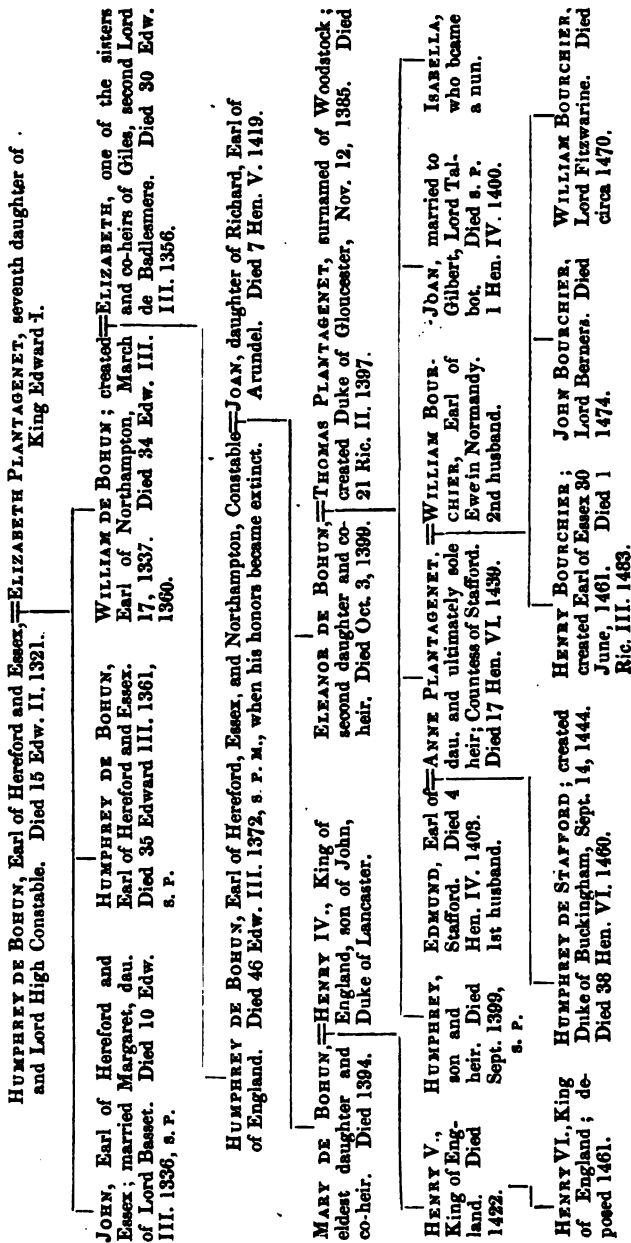 HUMPHREY DE BOHUN, Earl of Hereford and Essex,=ELIZABETH PLANTAGENET, seventh daughter of
and Lord High Constable. Died 15 Edw. II. 1321.
King Edward I.
JOHN, Earl of Hereford and
Essex; married Margaret, dau.
of Lord Basset. Died 10 Edw.
III. 1336, S. P.
HUMPHREY DE BOHUN,
Earl of Hereford and Essex.
Died 35 Edward III. 1361,
S. P.
WILLIAM DE BOHUN; created=
Earl of Northampton, March
17, 1337. Died 34 Edw. III.
1360.
ELIZABETH, one of the sisters
and co-heirs of Giles, second Lord
de Badlesmere. Died 30 Edw.
III. 1356.
HUMPHREY DE BOHUN, Earl of Hereford, Essex, and Northampton, Constable=JOAN, daughter of Richard, Earl of
of England. Died 46 Edw. III. 1372, S. P. M., when his honors became extinct.
Arundel. Died 7 Hen. V. 1419.
MARY DE BOHUN,=
eldest daughter and
co-heir. Died 1394.
HENRY IV., King of
England, son of John,
Duke of Lancaster.
ELEANOR DE BOHUN,=
second daughter and co-
heir. Died Oct. 3, 1399.
THOMAS PLANTAGENET, surnamed of Woodstock;
created Duke of Gloucester, Nov. 12, 1385. Died
21 Ric. II. 1397.
HENRY V.,
King of Eng-
land. Died
1422.
HUMPHREY,
son and
heir. Died
Sept. 1399,
S. P.
EDMUND, Earl of=
Stafford. Died 4
Hen. IV. 1403.
1st husband.
ANNE PLANTAGENET.=
dau. and ultimately sole
heir; Countess of Stafford.
Died 17 Hen. VI. 1439.
WILLIAM BOUR-
CHIER, Earl of
Ewe in Normandy.
2nd husband.
JOAN, married to
Gilbert, Lord Tal-
bot. Died S. P.
1 Hen. IV. 1400.
ISABELLA,
who bcame
a nun.
HENRY VI., King
of England; de-
posed 1461.
HUMPHREY DE STAFFORD; created
Duke of Buckingham, Sept. 14, 1444.
Died 38 Hen. VI. 1460.
HENRY BOURCHIER;
created Earl of Essex 30
June, 1461. Died 1
Ric. III. 1483.
JOHN BOURCHIER,
Lord Berners. Died
1474.
WILLIAM BOURCHIER,
Lord Fitzwarine. Died
circa 1470.